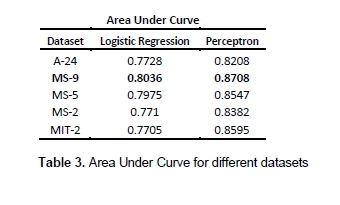 Area Under Curve
Dataset Logistic Regression Perceptron
A-24 0.7728 0.8208
MS-9 0.8036 0.8708
MS-5 0.7975 0.8547
MS-2 0.771 0.8382
MIT-2 0.7705 0.8595
Table 3. Area Under Curve for different datasets